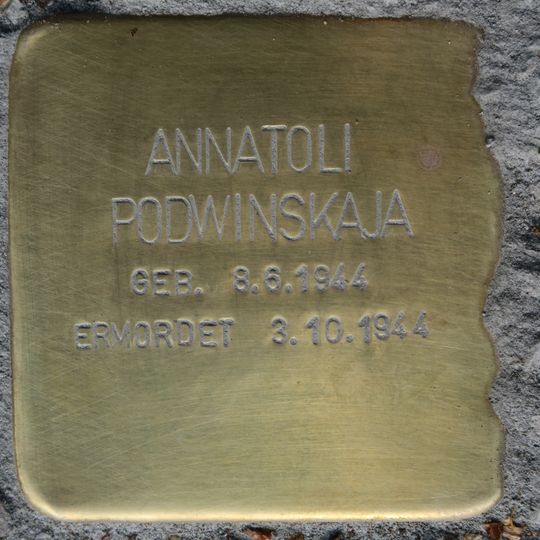 ANNATOLI
PODWINSKAJA
GEB. 8.6.1944
ERMORDET 3.10.1944